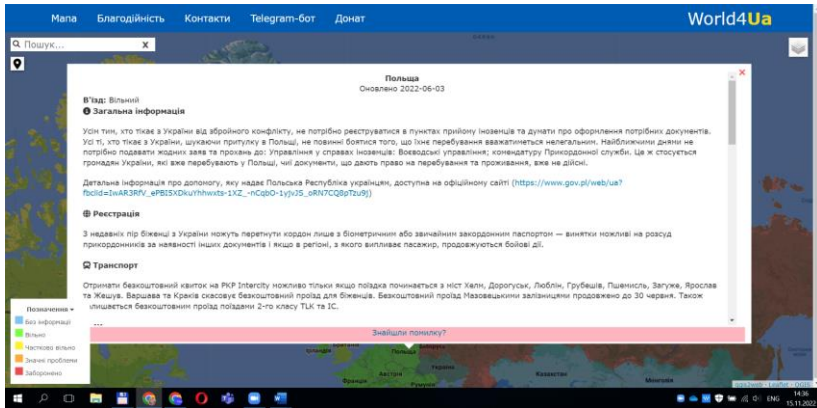 Мапа Благодійність Контакти Telegram-бот Донат World4Ua
Пошук... X
Польща
Оновлено 2022-06-03
В'їзд: Вільний
Загальна інформація
Усім тим, хто тікає з України від збройного конфлікту, не потрібно реєструватися в пунктах прийому іноземців та думати про оформлення потрібних документів.
Усі ті, хто тікає з України, шукаючи притулку в Польщі, не повинні боятися того, що їхнє перебування вважатиметься нелегальним. Найближчими днями не
потрібно подавати жодних заяв та прохань до: Управління у справах іноземців; Воєводські управління; комендатуру Прикордонної служби. Це ж стосується
громадян України, які вже перебувають у Польщі, чиї документи, що дають право на перебування та проживання, вже не дійсні.
Детальна інформація про допомогу, яку надає Польська Республіка українцям, доступна на офіційному сайті (https://www.gov.pl/web/ua?
Реєстрація
З недавніх пір біженці з України можуть перетнути кордон лише з біометричним або звичайним закордонним паспортом — винятки можливі на розсуд
прикордонників за наявності інших документів і якщо в регіоні, з якого випливає пасажир, продовжуються бойові дії.
Транспорт
Отримати безкоштовний квиток на PKP Intercity можливо тільки якщо поїздка починається з міст Хелм, Дорогуськ, Люблін, Грубешів, Пшемисль, Загуже, Ярослав
та Жешув. Варшава та Краків скасовує безкоштовний проїзд для біженців. Безкоштовний проїзд Мазовецькими залізницями продовжено до 30 червня. Також
залишається безкоштовним проїзд поїздами 2-го класу TLK та IC.
Знайшли помилку?
Позначення
Без інформації
Вільно
Частково вільно
Значні проблеми
Заборонено
Польща
Україна
Австрія
Франція
Румунія
Казахстан
Монголія
ENG
14:36
15.11.2022